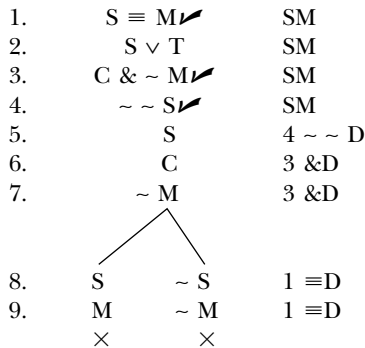 1. S ≡ M✓ SM
2. S ∨ T SM
3. C & ~ M✓ SM
4. ~ ~ S✓ SM
5. S 4 ~ ~ D
6. C 3 &D
7. ~ M 3 &D
8. S ~ S 1 ≡D
9. M ~ M 1 ≡D
× ×